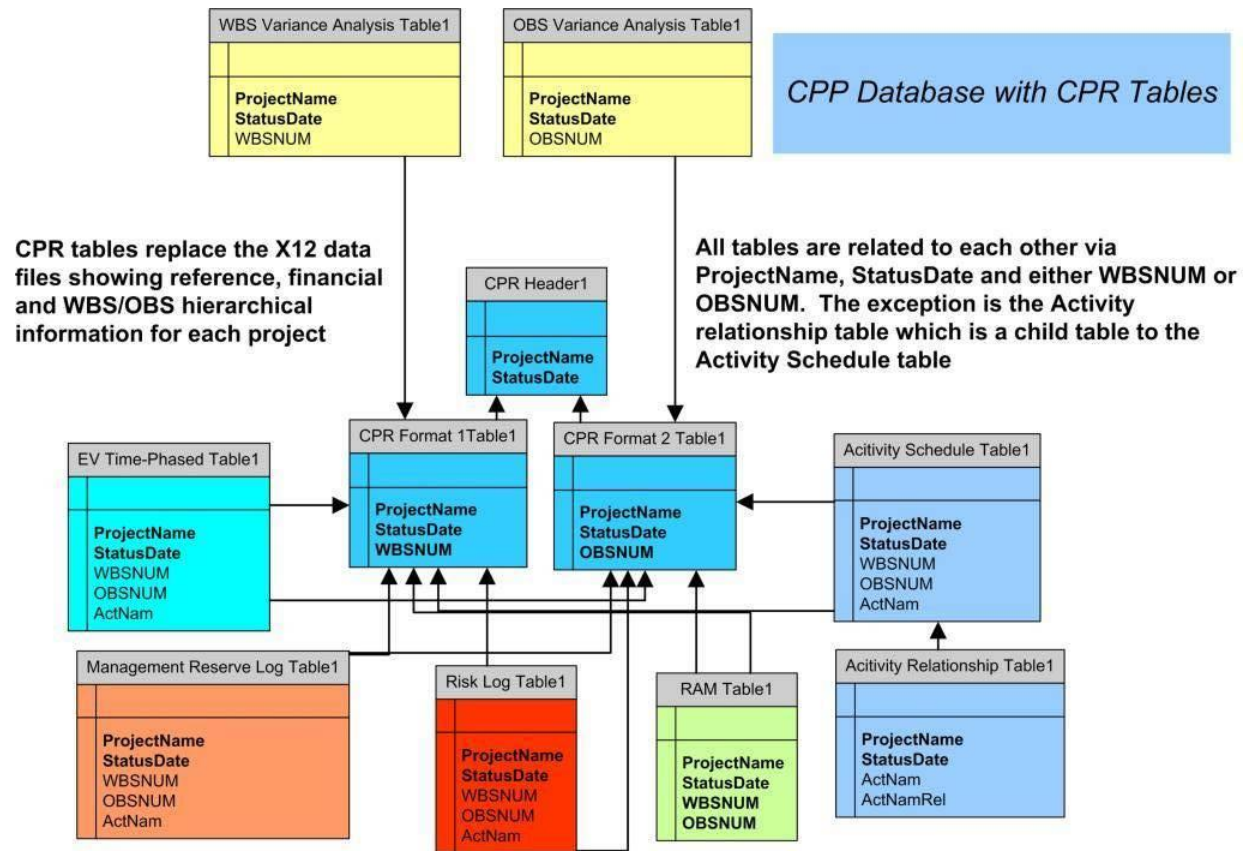 WBS Variance Analysis Table1
ProjectName
StatusDate
WBSNUM
OBS Variance Analysis Table1
ProjectName
StatusDate
OBSNUM
CPP Database with CPR Tables
CPR tables replace the X12 data
files showing reference, financial
and WBS/OBS hierarchical
information for each project
All tables are related to each other via
ProjectName, StatusDate and either WBSNUM or
OBSNUM.  The exception is the Activity
relationship table which is a child table to the
Activity Schedule table
CPR Header1
ProjectName
StatusDate
EV Time-Phased Table1
ProjectName
StatusDate
WBSNUM
OBSNUM
ActNam
CPR Format 1Table1
ProjectName
StatusDate
WBSNUM
CPR Format 2 Table1
ProjectName
StatusDate
OBSNUM
Acitivity Schedule Table1
ProjectName
StatusDate
WBSNUM
OBSNUM
ActNam
Management Reserve Log Table1
ProjectName
StatusDate
WBSNUM
OBSNUM
ActNam
Risk Log Table1
ProjectName
StatusDate
WBSNUM
OBSNUM
ActNam
RAM Table1
ProjectName
StatusDate
WBSNUM
OBSNUM
Acitivity Relationship Table1
ProjectName
StatusDate
ActNam
ActNamRel